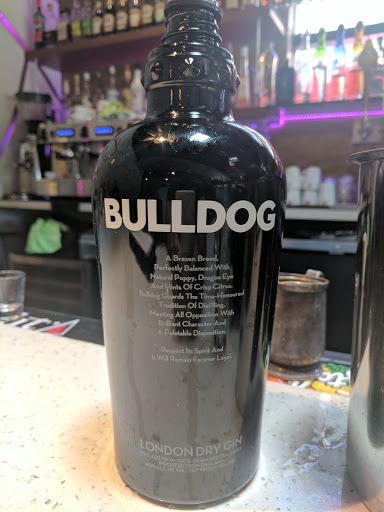 BULLDOG
A Brazen Breed,
Perfectly Balanced With
Natural Poppy, Dragon Eye
And Hints Of Crisp Citrus.
Bulldog Guards The Time-Honoured
Tradition Of Distilling,
Meeting All Opposition With
Brilliant Character And
A Palatable Disposition.
Respect Its Spirit And
It Will Remain Forever Loyal.
LONDON DRY GIN